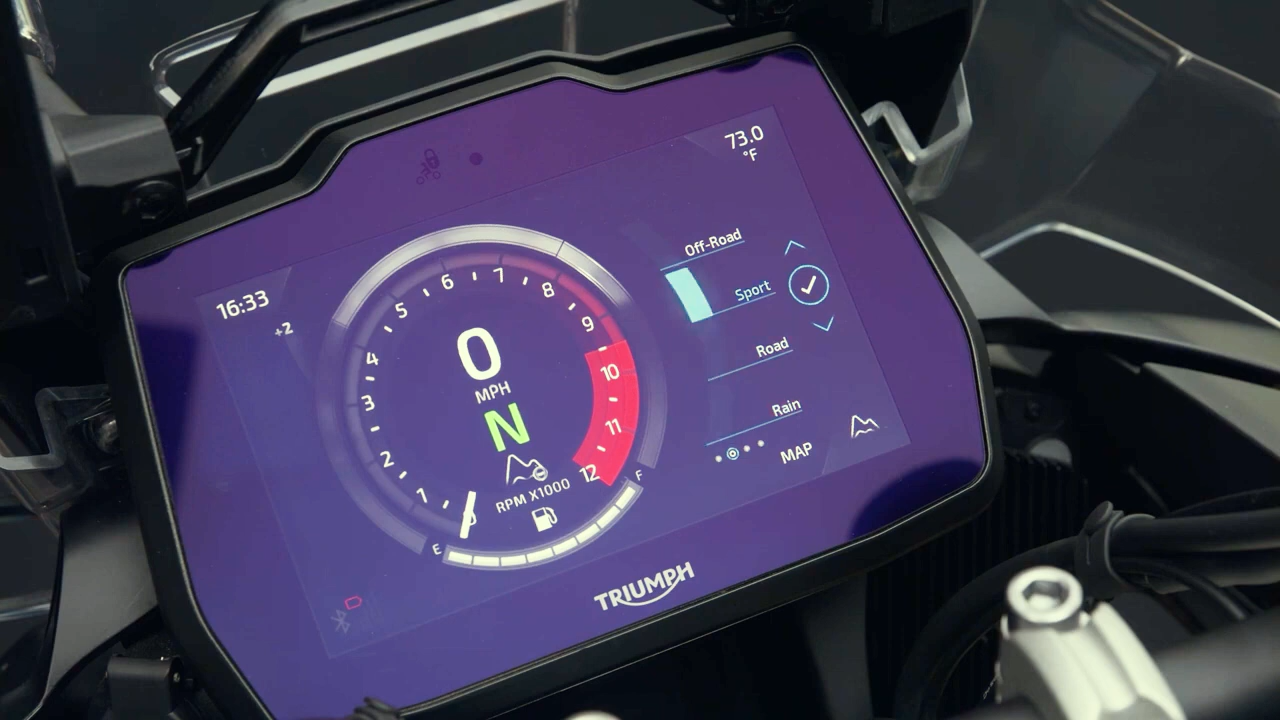 73.0
°F
16:33
+2
Off-Road
Sport
Road
Rain
MAP
1
2
3
4
5
6
7
8
9
10
11
12
0
MPH
N
RPM X1000
E
F
TRIUMPH